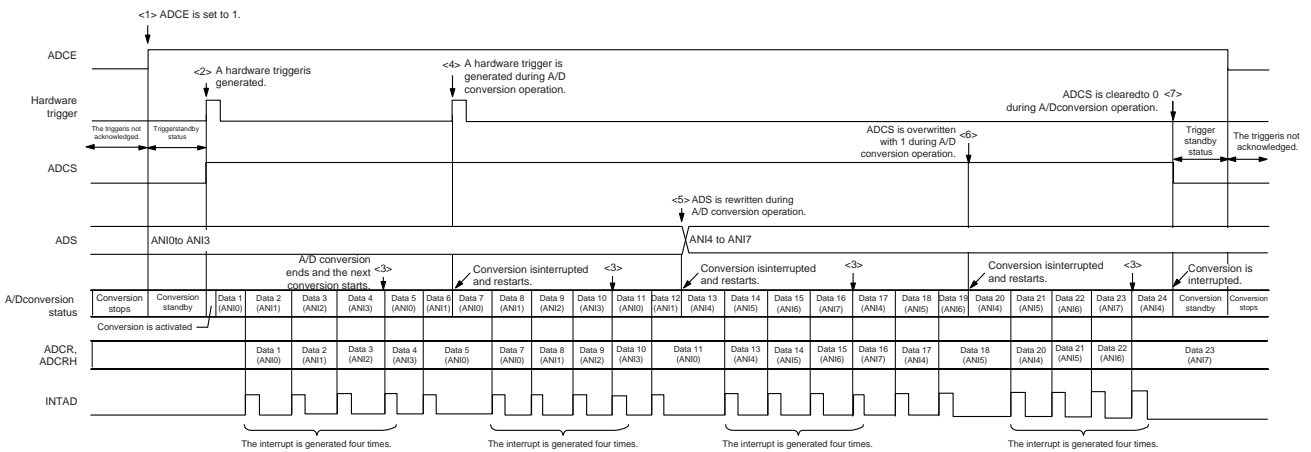 <1> ADCE is set to 1.
ADCE
<2> A hardware triggeris
generated.
<4> A hardware trigger is
generated during A/D
conversion operation.
Hardware
trigger
ADCS is clearedto 0 <7>
during A/Dconversion operation.
The triggeris not
acknowledged.
Triggerstandby
status
ADCS is overwritten <6>
with 1 during A/D
conversion operation.
Trigger
standby
status
The triggeris not
acknowledged.
ADCS
<5> ADS is rewritten during
A/D conversion operation.
ADS
ANI0to ANI3
ANI4 to ANI7
A/D conversion
ends and the next <3>
conversion starts.
Conversion isinterrupted
and restarts.
<3>
Conversion isinterrupted
and restarts.
<3>
Conversion isinterrupted
and restarts.
<3>
Conversion is
interrupted.
A/Dconversion
status
Conversion
stops
Conversion
standby
Data 1
(ANI0)
Data 2
(ANI1)
Data 3
(ANI2)
Data 4
(ANI3)
Data 5
(ANI0)
Data 6
(ANI1)
Data 7
(ANI0)
Data 8
(ANI1)
Data 9
(ANI2)
Data 10
(ANI3)
Data 11
(ANI0)
Data 12
(ANI1)
Data 13
(ANI4)
Data 14
(ANI5)
Data 15
(ANI6)
Data 16
(ANI7)
Data 17
(ANI4)
Data 18
(ANI5)
Data 19
(ANI6)
Data 20
(ANI4)
Data 21
(ANI5)
Data 22
(ANI6)
Data 23
(ANI7)
Data 24
(ANI4)
Conversion
standby
Conversion
stops
Conversion is activated
ADCR,
ADCRH
Data 1
(ANI0)
Data 2
(ANI1)
Data 3
(ANI2)
Data 4
(ANI3)
Data 5
(ANI0)
Data 7
(ANI0)
Data 8
(ANI1)
Data 9
(ANI2)
Data 10
(ANI3)
Data 11
(ANI0)
Data 13
(ANI4)
Data 14
(ANI5)
Data 15
(ANI6)
Data 16
(ANI7)
Data 17
(ANI4)
Data 18
(ANI5)
Data 20
(ANI4)
Data 21
(ANI5)
Data 22
(ANI6)
Data 23
(ANI7)
INTAD
The interrupt is generated four times.
The interrupt is generated four times.
The interrupt is generated four times.
The interrupt is generated four times.